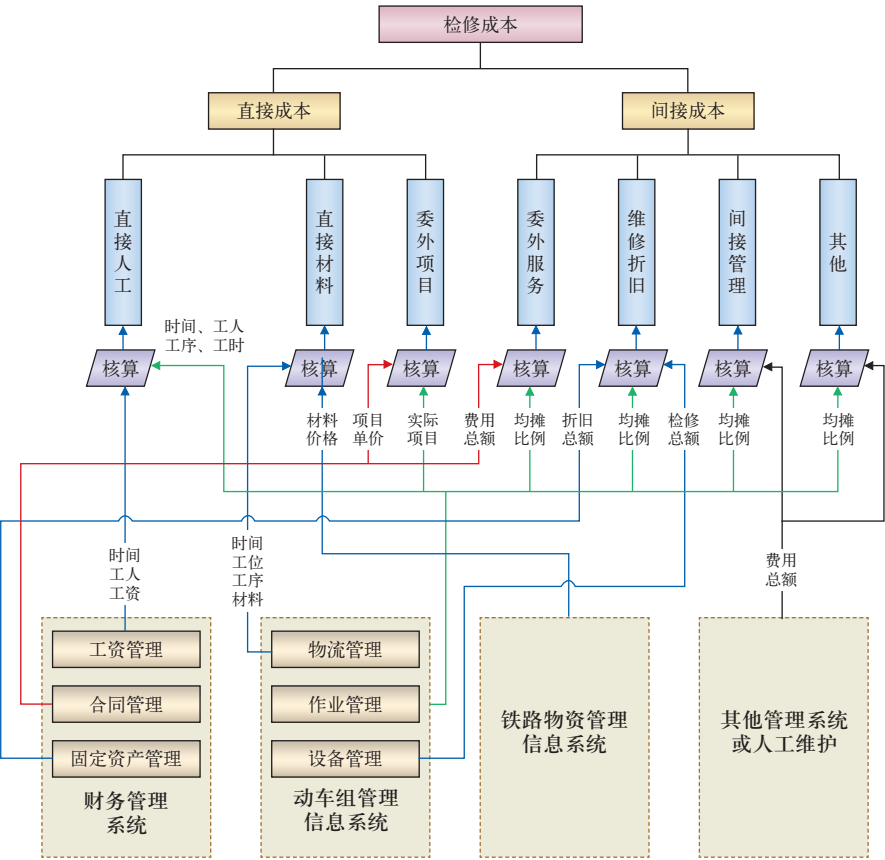 检修成本
直接成本
间接成本
直接人工
直接材料
委外项目
委外服务
维修折旧
间接管理
其他
时间、工人
工序、工时
核算
核算
核算
核算
核算
核算
核算
材料
价格
项目
单价
实际
项目
费用
总额
均摊
比例
折旧
总额
均摊
比例
检修
总额
均摊
比例
均摊
比例
时间
工人
工资
时间
工位
工序
材料
费用
总额
工资管理
合同管理
固定资产管理
财务管理
系统
物流管理
作业管理
设备管理
动车组管理
信息系统
铁路物资管理
信息系统
其他管理系统
或人工维护